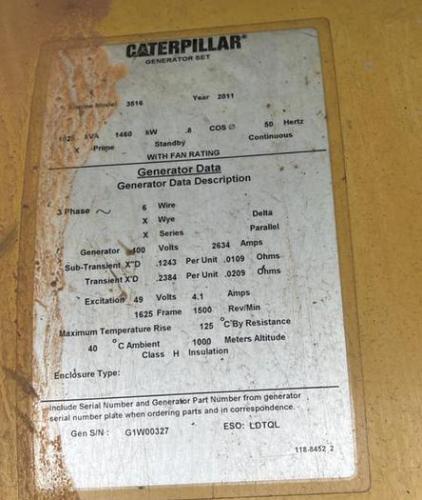 CATERPILLAR®
GENERATOR SET
Engine Model 3516 Year 2011
1825 kVA 1460 kW .8 COS ∅ 50 Hertz
X Prime Standby Continuous
WITH FAN RATING
Generator Data
Generator Data Description
3 Phase ~ 6 Wire
X Wye Delta
X Series Parallel
Generator 400 Volts 2634 Amps
Sub-Transient X"D .1243 Per Unit .0109 Ohms
Transient X'D .2384 Per Unit .0209 Ohms
Excitation 49 Volts 4.1 Amps
1625 Frame 1500 Rev/Min
Maximum Temperature Rise 125 °C By Resistance
40 °C Ambient 1000 Meters Altitude
Class H Insulation
Enclosure Type:
Include Serial Number and Generator Part Number from generator
serial number plate when ordering parts and in correspondence.
Gen S/N : G1W00327 ESO: LDTQL
118-8452 2